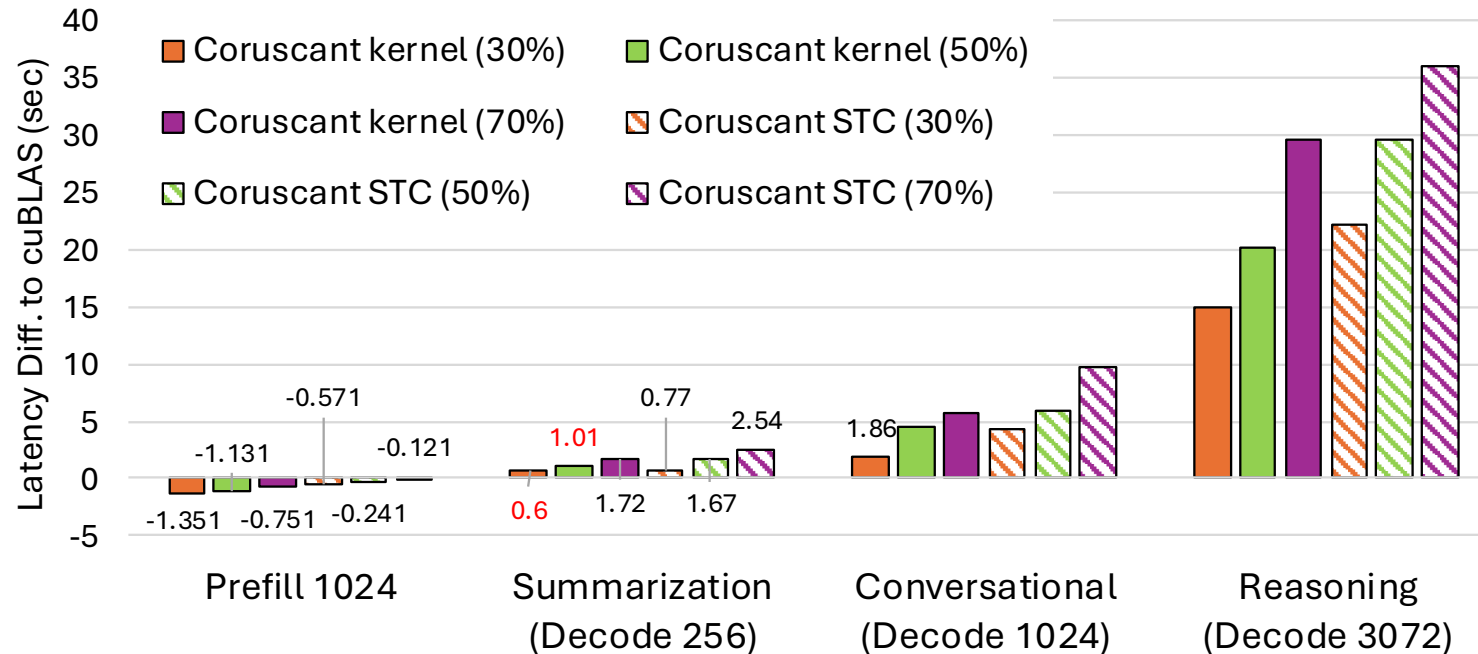 Latency Diff. to cuBLAS (sec)
40
35
30
25
20
15
10
5
0
-5
Coruscant kernel (30%)
Coruscant kernel (50%)
Coruscant kernel (70%)
Coruscant STC (30%)
Coruscant STC (50%)
Coruscant STC (70%)
-1.351
-1.131
-0.751
-0.571
-0.241
-0.121
0.6
1.01
1.72
0.77
1.67
2.54
1.86
Prefill 1024
Summarization
(Decode 256)
Conversational
(Decode 1024)
Reasoning
(Decode 3072)